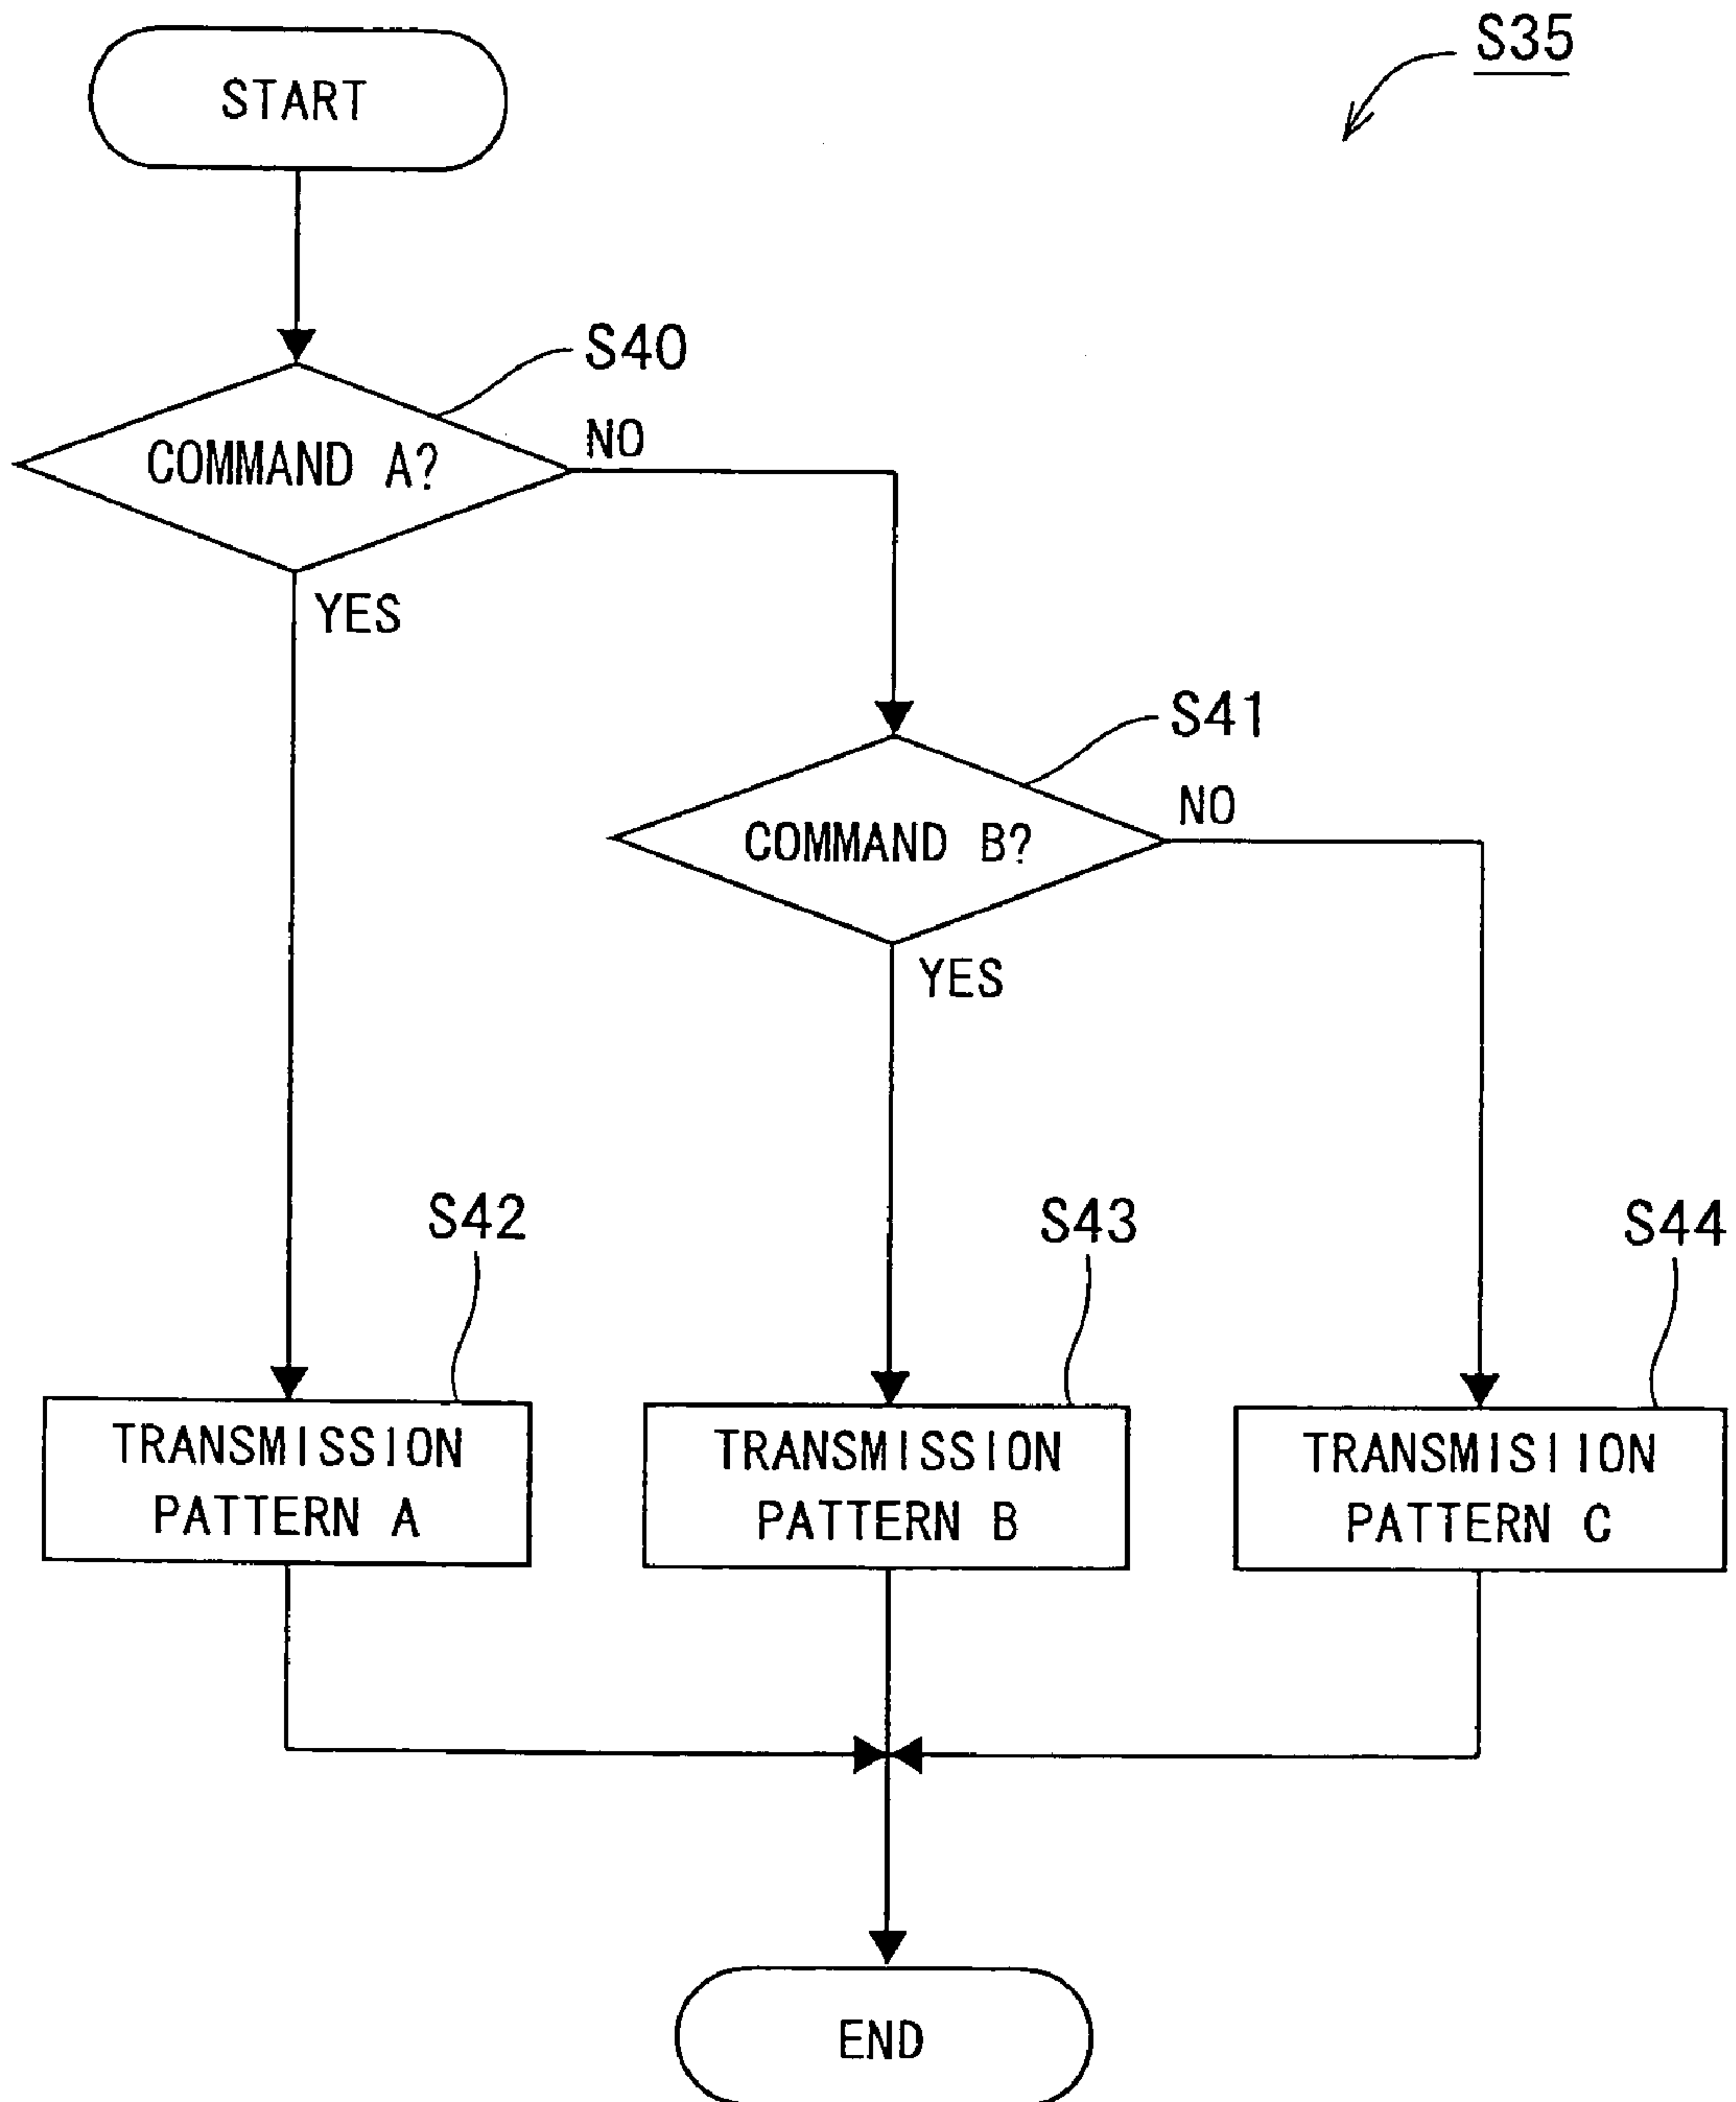 S35
START
S40
COMMAND A?
NO
YES
S41
COMMAND B?
NO
YES
S42
S43
S44
TRANSMISSION
PATTERN A
TRANSMISSION
PATTERN B
TRANSMISIION
PATTERN C
END